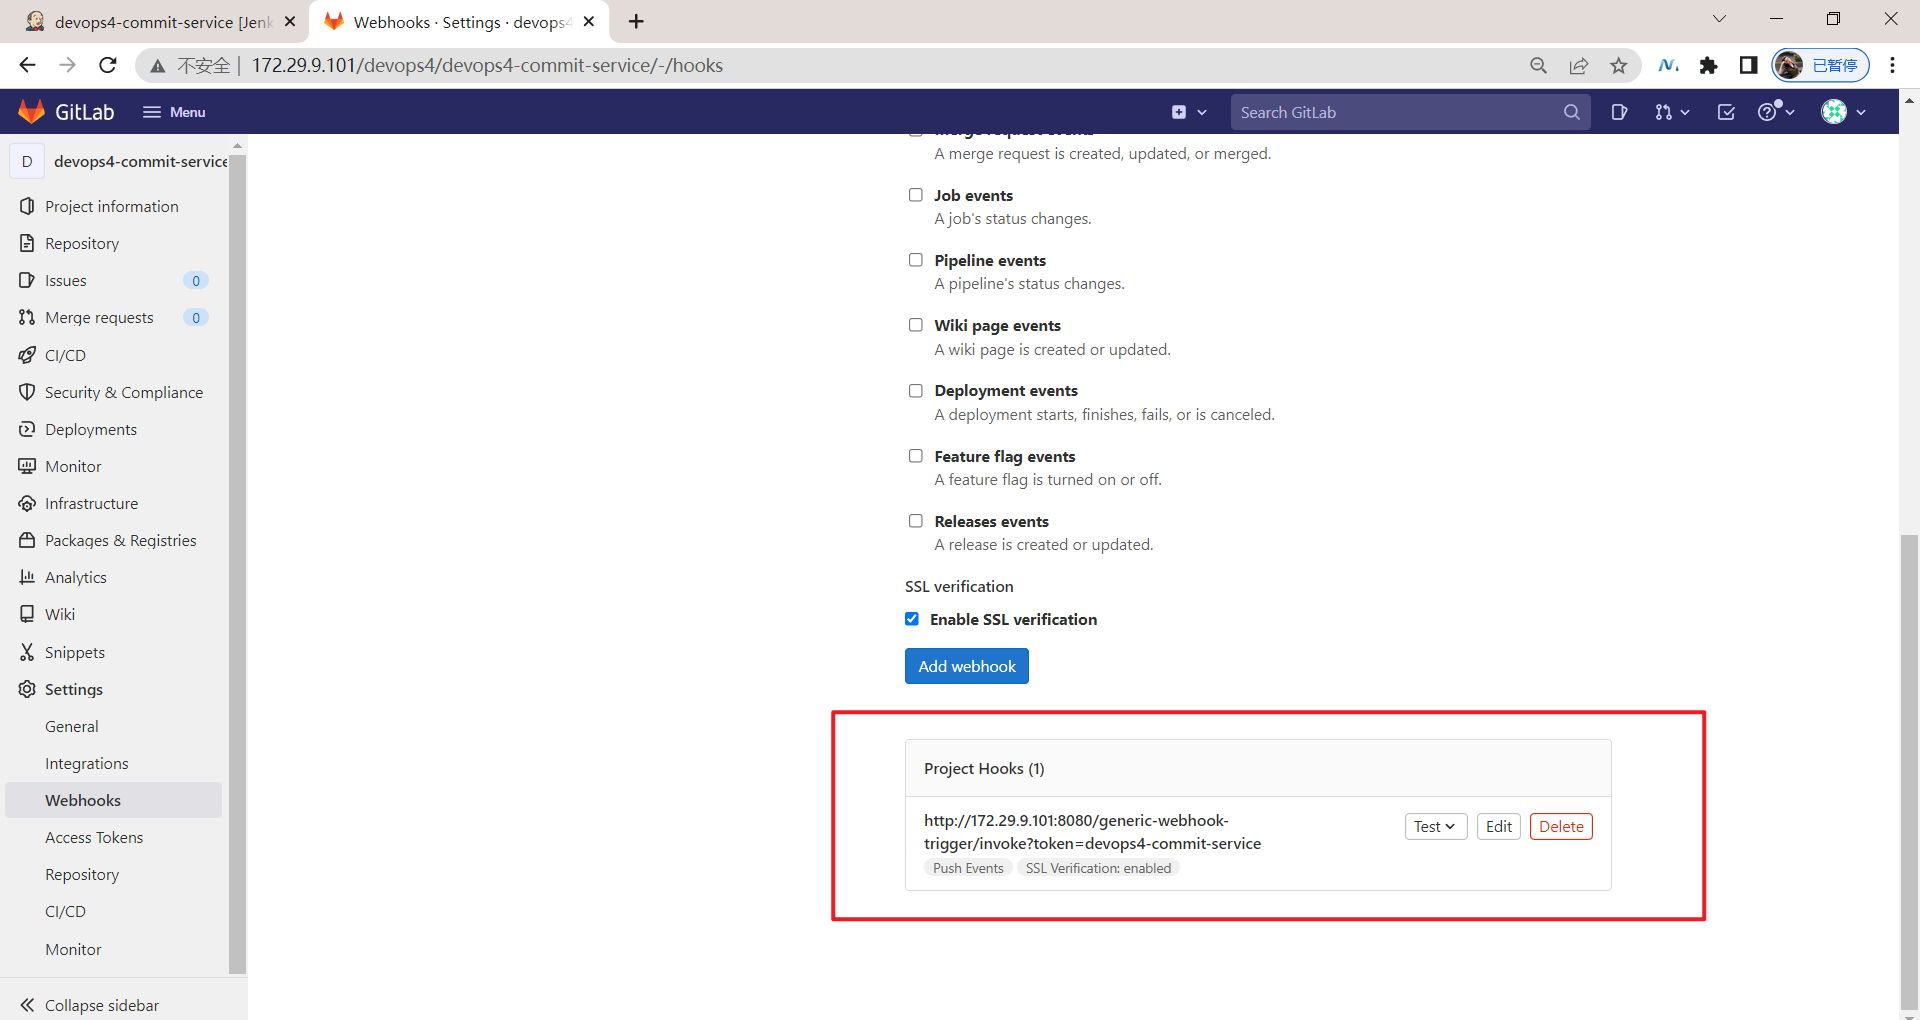 devops4-commit-service [Jenk
Webhooks · Settings · devops4
不安全 | 172.29.9.101/devops4/devops4-commit-service/-/hooks
已暂停
GitLab
Menu
Search GitLab
D
devops4-commit-service
Project information
Repository
Issues 0
Merge requests 0
CI/CD
Security & Compliance
Deployments
Monitor
Infrastructure
Packages & Registries
Analytics
Wiki
Snippets
Settings
General
Integrations
Webhooks
Access Tokens
Repository
CI/CD
Monitor
Collapse sidebar
Merge request events
A merge request is created, updated, or merged.
Job events
A job's status changes.
Pipeline events
A pipeline's status changes.
Wiki page events
A wiki page is created or updated.
Deployment events
A deployment starts, finishes, fails, or is canceled.
Feature flag events
A feature flag is turned on or off.
Releases events
A release is created or updated.
SSL verification
Enable SSL verification
Add webhook
Project Hooks (1)
http://172.29.9.101:8080/generic-webhook-
trigger/invoke?token=devops4-commit-service
Test Edit Delete
Push Events SSL Verification: enabled